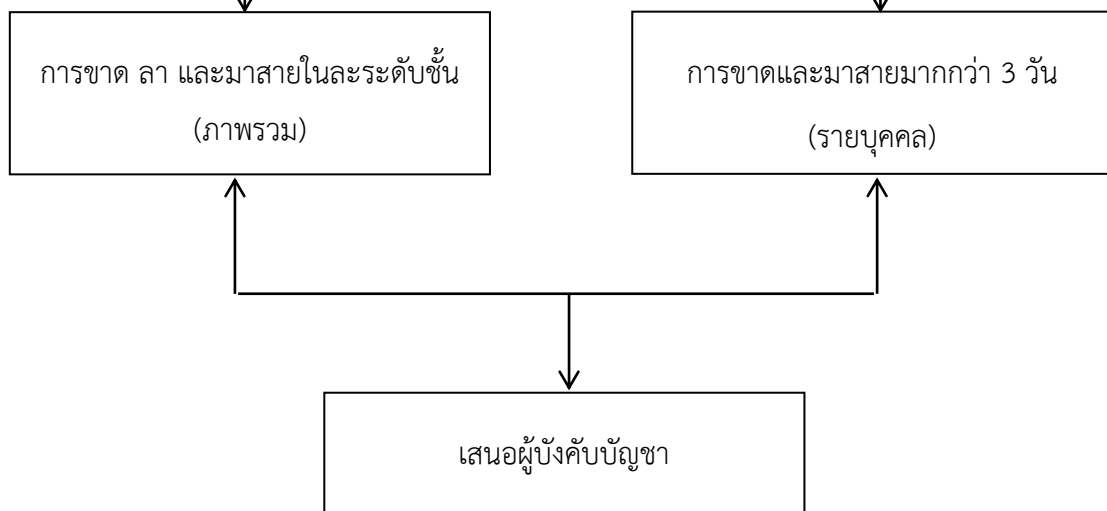 การขาด ลา และมาสายในละระดับชั้น
(ภาพรวม)
การขาดและมาสายมากกว่า 3 วัน
(รายบุคคล)
เสนอผู้บังคับบัญชา